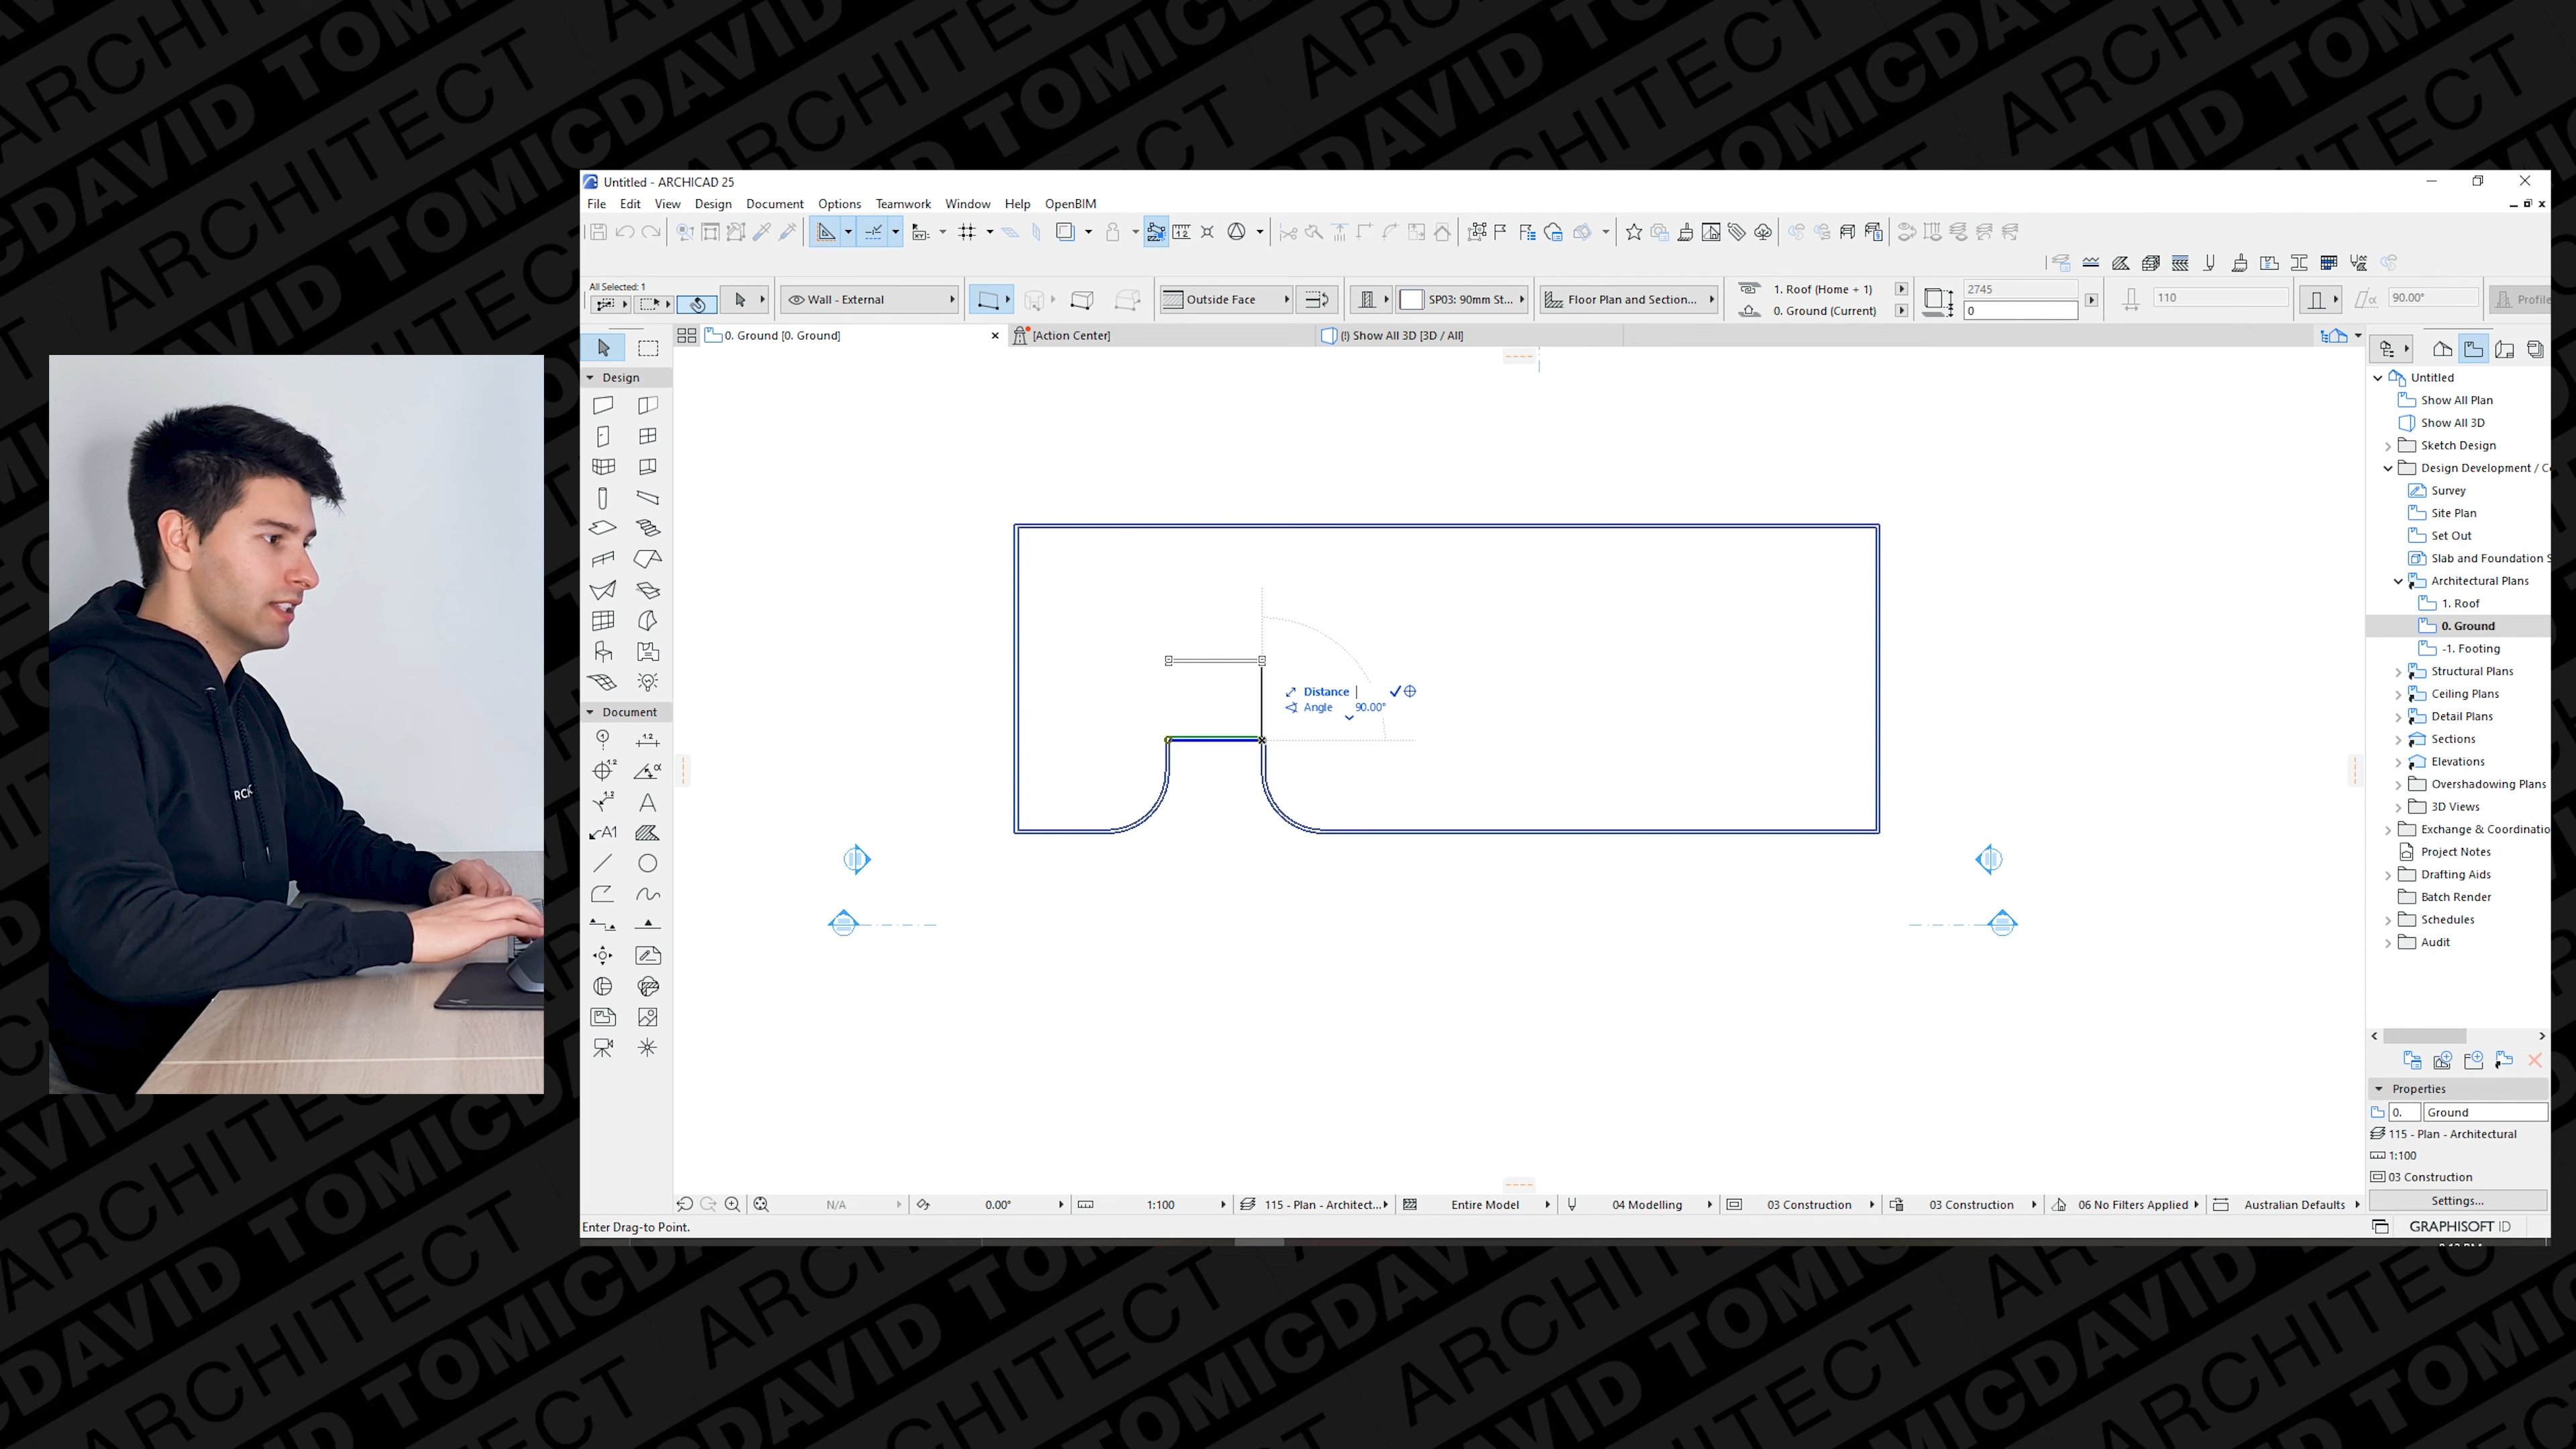 ARCHITECT
DAVID TOMIC
Untitled - ARCHICAD 25
File Edit View Design Document Options Teamwork Window Help OpenBIM
All Selected: 1
Wall - External
Outside Face
SP03: 90mm St...
Floor Plan and Section...
1. Roof (Home + 1)
0. Ground (Current)
2745
0
110
90.00°
Profile
0. Ground [0. Ground]
[Action Center]
(!) Show All 3D [3D / All]
Design
Document
Distance
Angle 90.00°
Untitled
Show All Plan
Show All 3D
Sketch Design
Design Development / C
Survey
Site Plan
Set Out
Slab and Foundation S
Architectural Plans
1. Roof
0. Ground
-1. Footing
Structural Plans
Ceiling Plans
Detail Plans
Sections
Elevations
Overshadowing Plans
3D Views
Exchange & Coordinatio
Project Notes
Drafting Aids
Batch Render
Schedules
Audit
Properties
0. Ground
115 - Plan - Architectural
1:100
03 Construction
Settings...
N/A
0.00°
1:100
115 - Plan - Architect...
Entire Model
04 Modelling
03 Construction
03 Construction
06 No Filters Applied
Australian Defaults
Enter Drag-to Point.
GRAPHISOFT ID